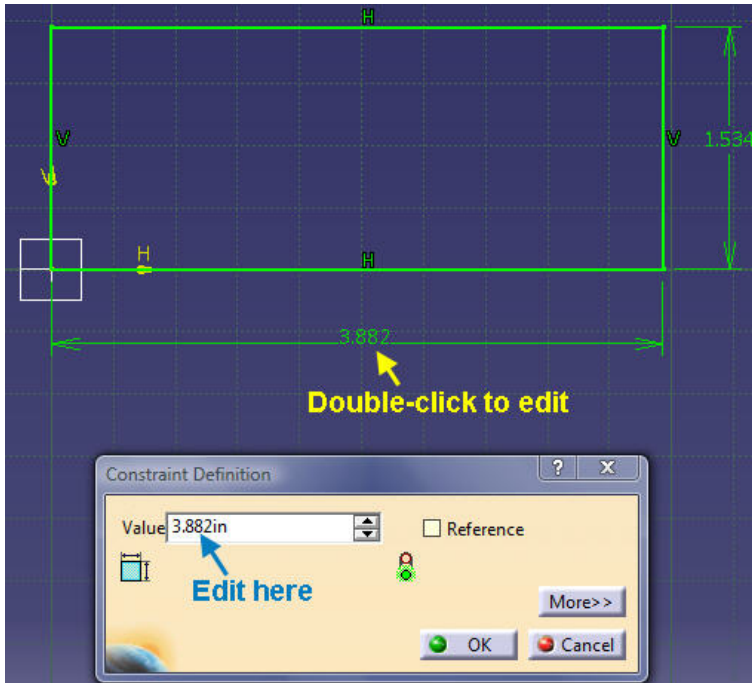 H
V
V
1.534
V
H
H
3.882
Double-click to edit
Constraint Definition
? X
Value 3.882in
Reference
Edit here
More>>
OK
Cancel